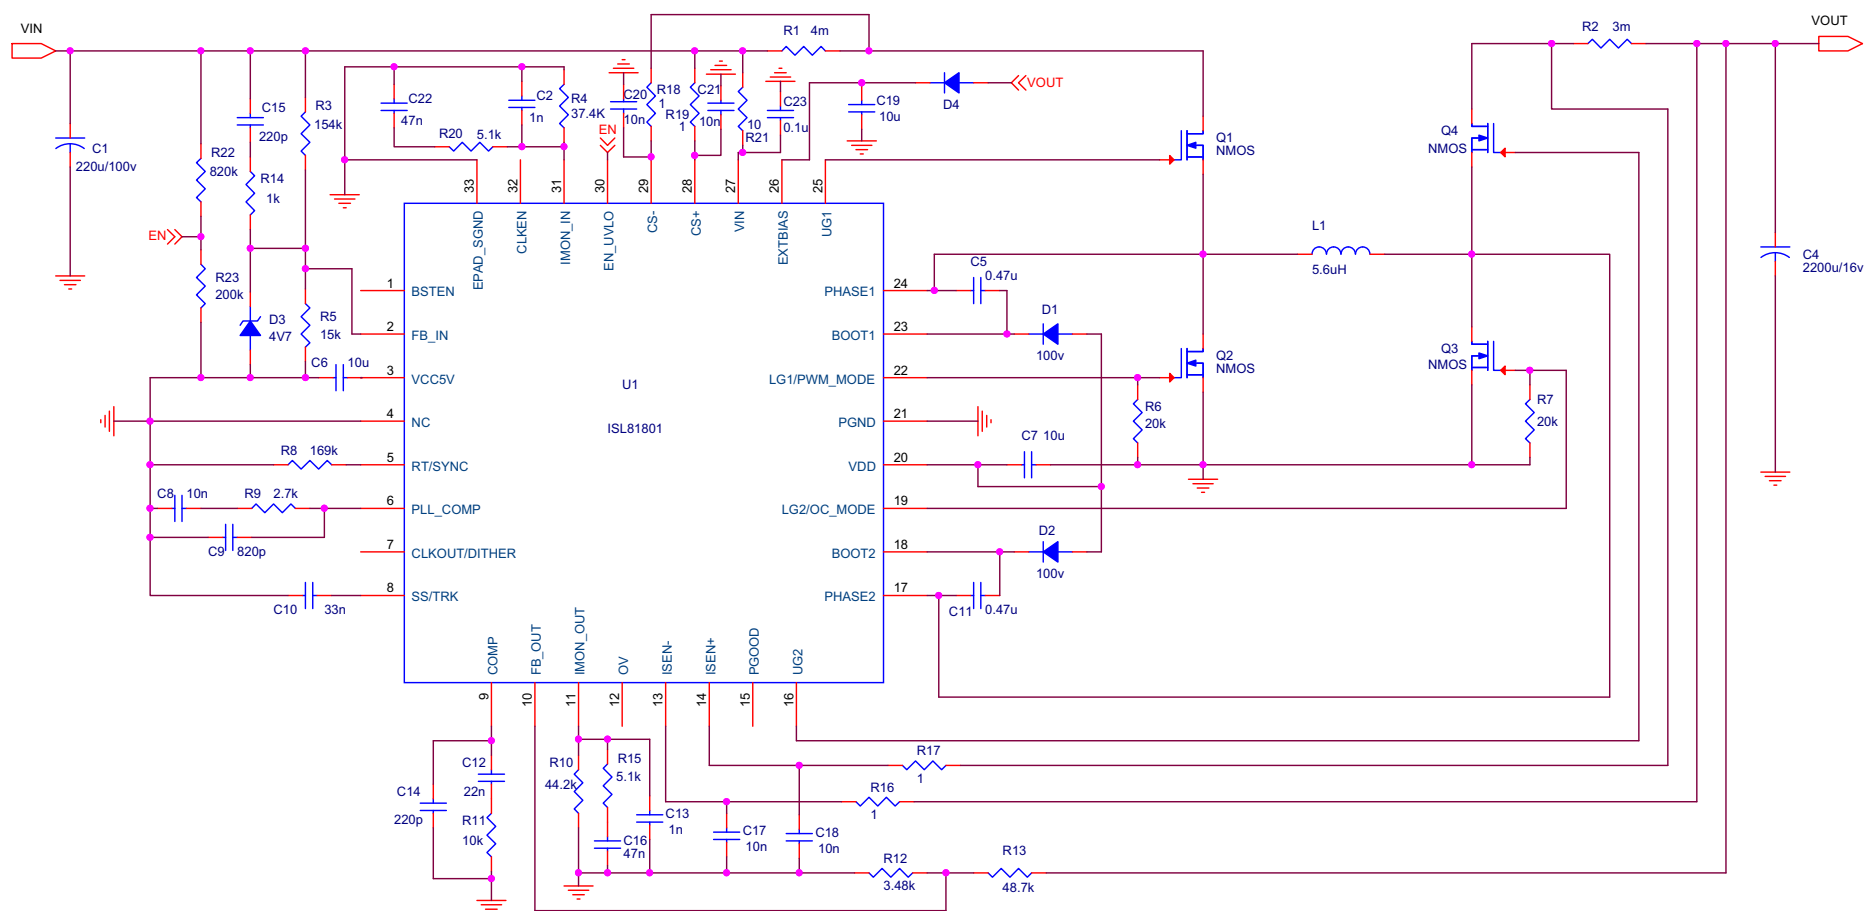 VIN
VOUT
R1 4m
R2 3m
C1
220u/100v
R22
820k
C15
220p
R3
154k
R14
1k
EN
R23
200k
D3
4V7
R5
15k
C6
10u
C22
47n
R20
5.1k
C2
1n
R4
37.4K
EN
C20
10n
R18
1
R19
1
C21
10n
10
R21
C23
0.1u
C19
10u
D4
VOUT
Q1
NMOS
Q4
NMOS
33
32
31
30
29
28
27
26
25
EPAD_SGND
CLKEN
IMON_IN
EN_UVLO
CS-
CS+
VIN
EXTBIAS
UG1
L1
5.6uH
C4
2200u/16v
1
BSTEN
2
FB_IN
3
VCC5V
4
NC
5
RT/SYNC
6
PLL_COMP
7
CLKOUT/DITHER
8
SS/TRK
U1
ISL81801
PHASE1
24
BOOT1
23
LG1/PWM_MODE
22
PGND
21
VDD
20
LG2/OC_MODE
19
BOOT2
18
PHASE2
17
C5
0.47u
D1
100v
Q2
NMOS
Q3
NMOS
R6
20k
R7
20k
C7 10u
D2
100v
C11
0.47u
R8 169k
C8
10n
R9 2.7k
C9
820p
C10
33n
COMP
FB_OUT
IMON_OUT
OV
ISEN-
ISEN+
PGOOD
UG2
9
10
11
12
13
14
15
16
C14
220p
C12
22n
R11
10k
R10
44.2k
R15
5.1k
C16
47n
C13
1n
C17
10n
C18
10n
R17
1
R16
1
R12
3.48k
R13
48.7k